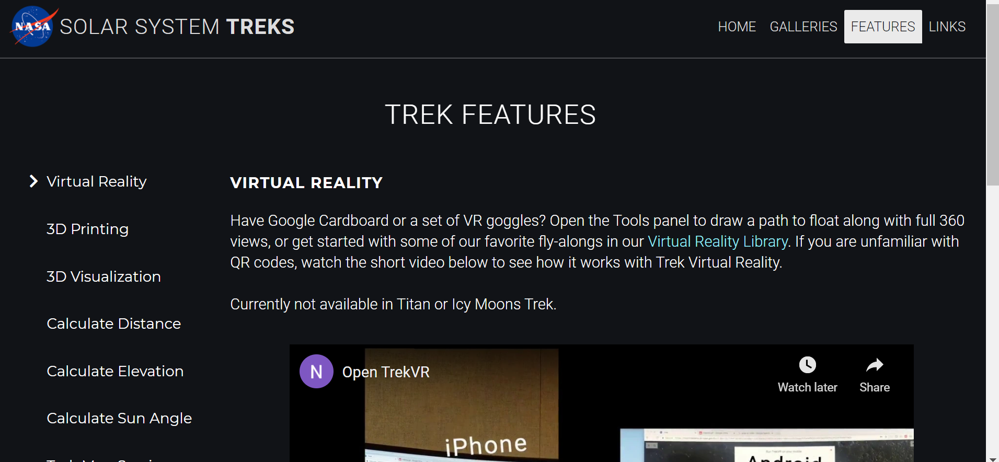 NASA SOLAR SYSTEM TREKS
HOME GALLERIES FEATURES LINKS
TREK FEATURES
Virtual Reality
3D Printing
3D Visualization
Calculate Distance
Calculate Elevation
Calculate Sun Angle
VIRTUAL REALITY
Have Google Cardboard or a set of VR goggles? Open the Tools panel to draw a path to float along with full 360
views, or get started with some of our favorite fly-alongs in our Virtual Reality Library. If you are unfamiliar with
QR codes, watch the short video below to see how it works with Trek Virtual Reality.
Currently not available in Titan or Icy Moons Trek.
N Open TrekVR
Watch later Share
iPhone
Android